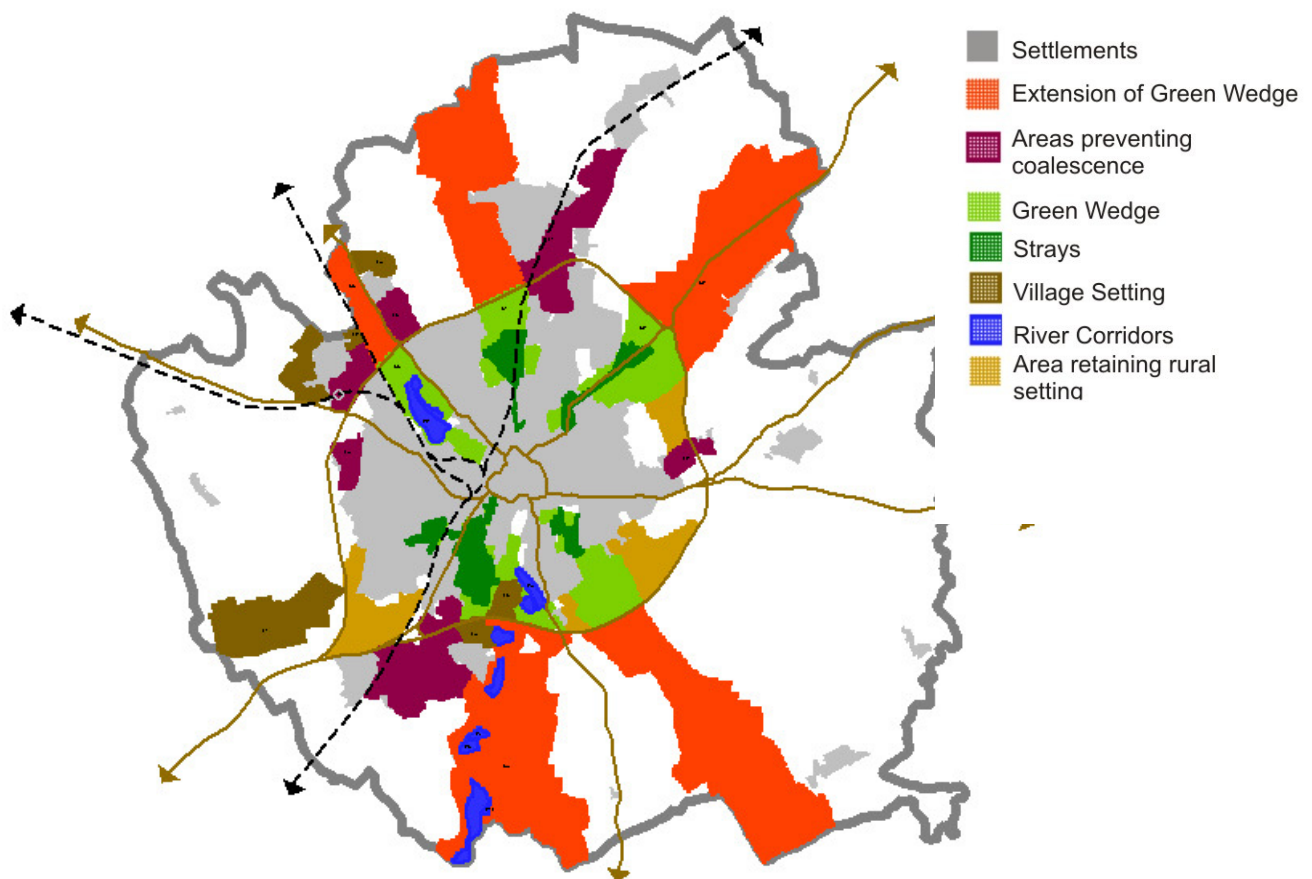 Settlements
Extension of Green Wedge
Areas preventing
coalescence
Green Wedge
Strays
Village Setting
River Corridors
Area retaining rural
setting